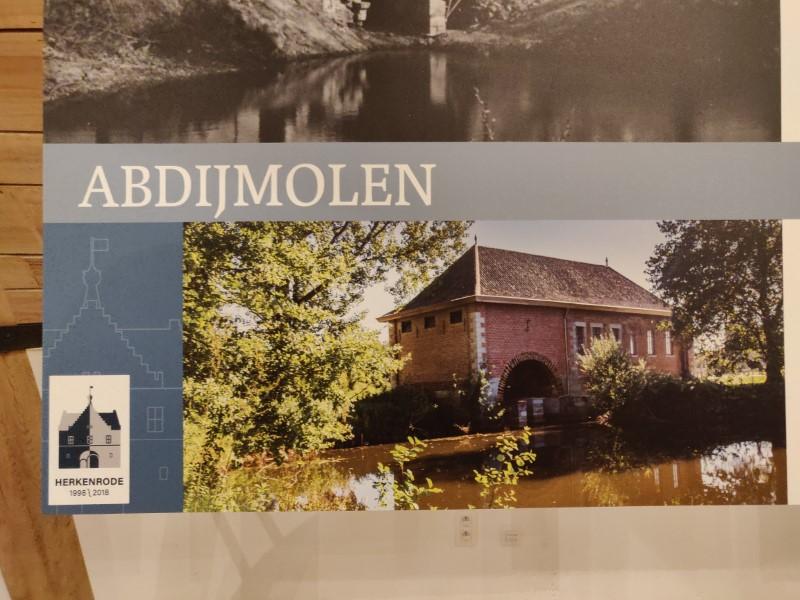 ABDIJMOLEN
HERKENRODE
1998 \ 2018